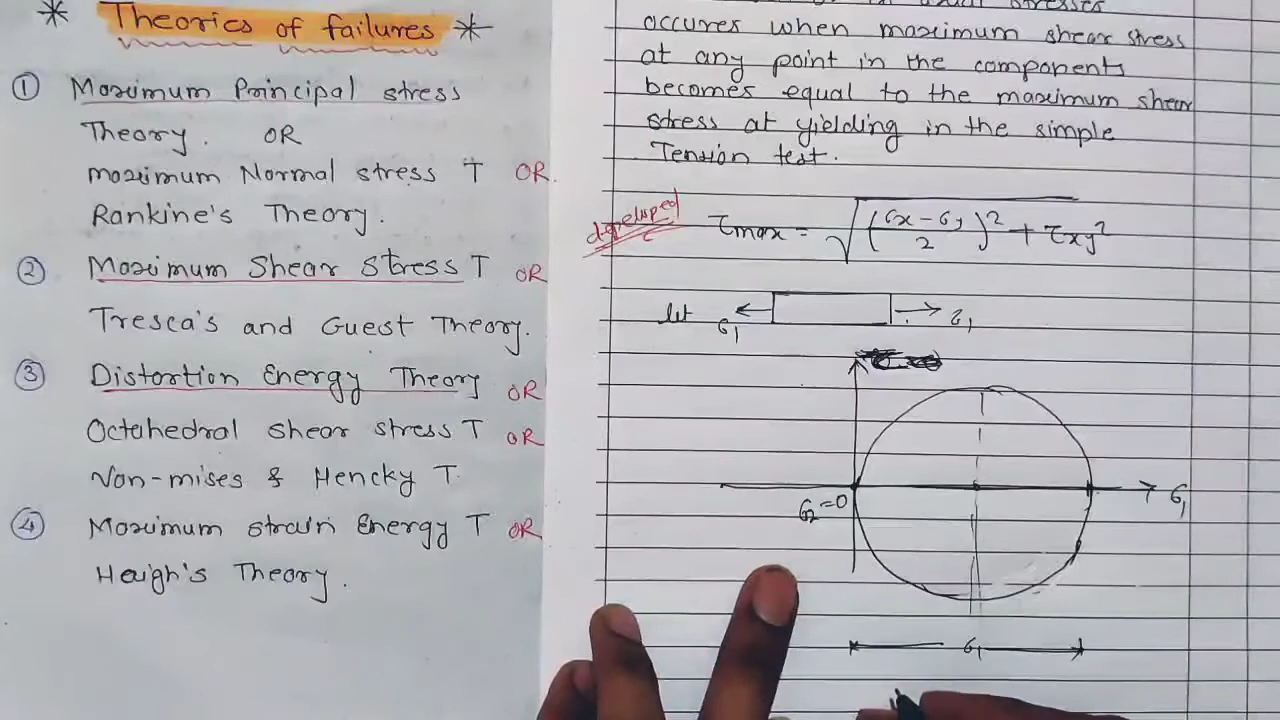 * Theories of failures *
① Maximum Principal stress
Theory. OR
maximum Normal stress T OR.
Rankine's Theory.
② Maximum Shear Stress T OR
Tresca's and Guest Theory.
③ Distortion Energy Theory OR
Octahedral shear stress T OR
Von-mises & Hencky T.
④ Maximum strain Energy T OR
Haigh's Theory.
stresses
occures when maximum shear stress
at any point in the components
becomes equal to the maximum shear
stress at yielding in the simple
Tension test.
developed τmax = √((σx-σy)/2)² + τxy²
let σ1 σ1
σ2=0 σ1
σ1